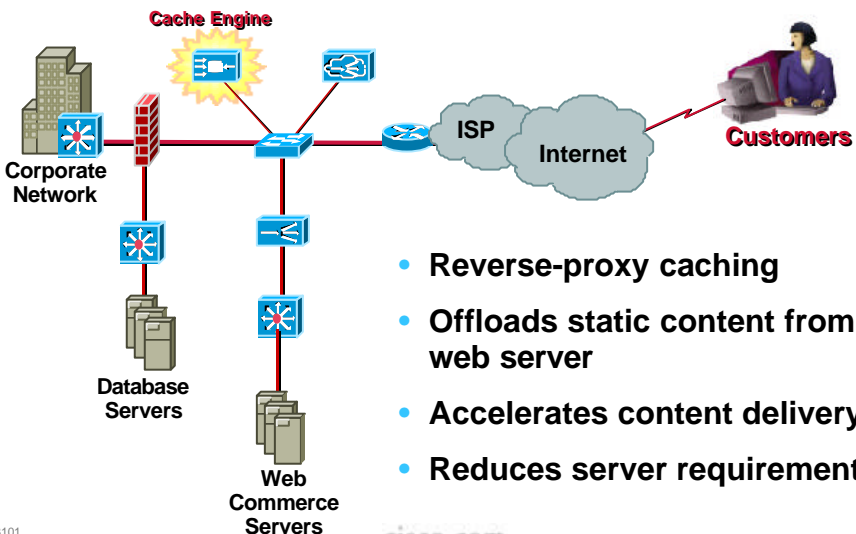 Cache Engine
ISP
Internet
Customers
Corporate
Network
• Reverse-proxy caching
• Offloads static content from
web server
• Accelerates content delivery
• Reduces server requirement
Database
Servers
Web
Commerce
Servers
101